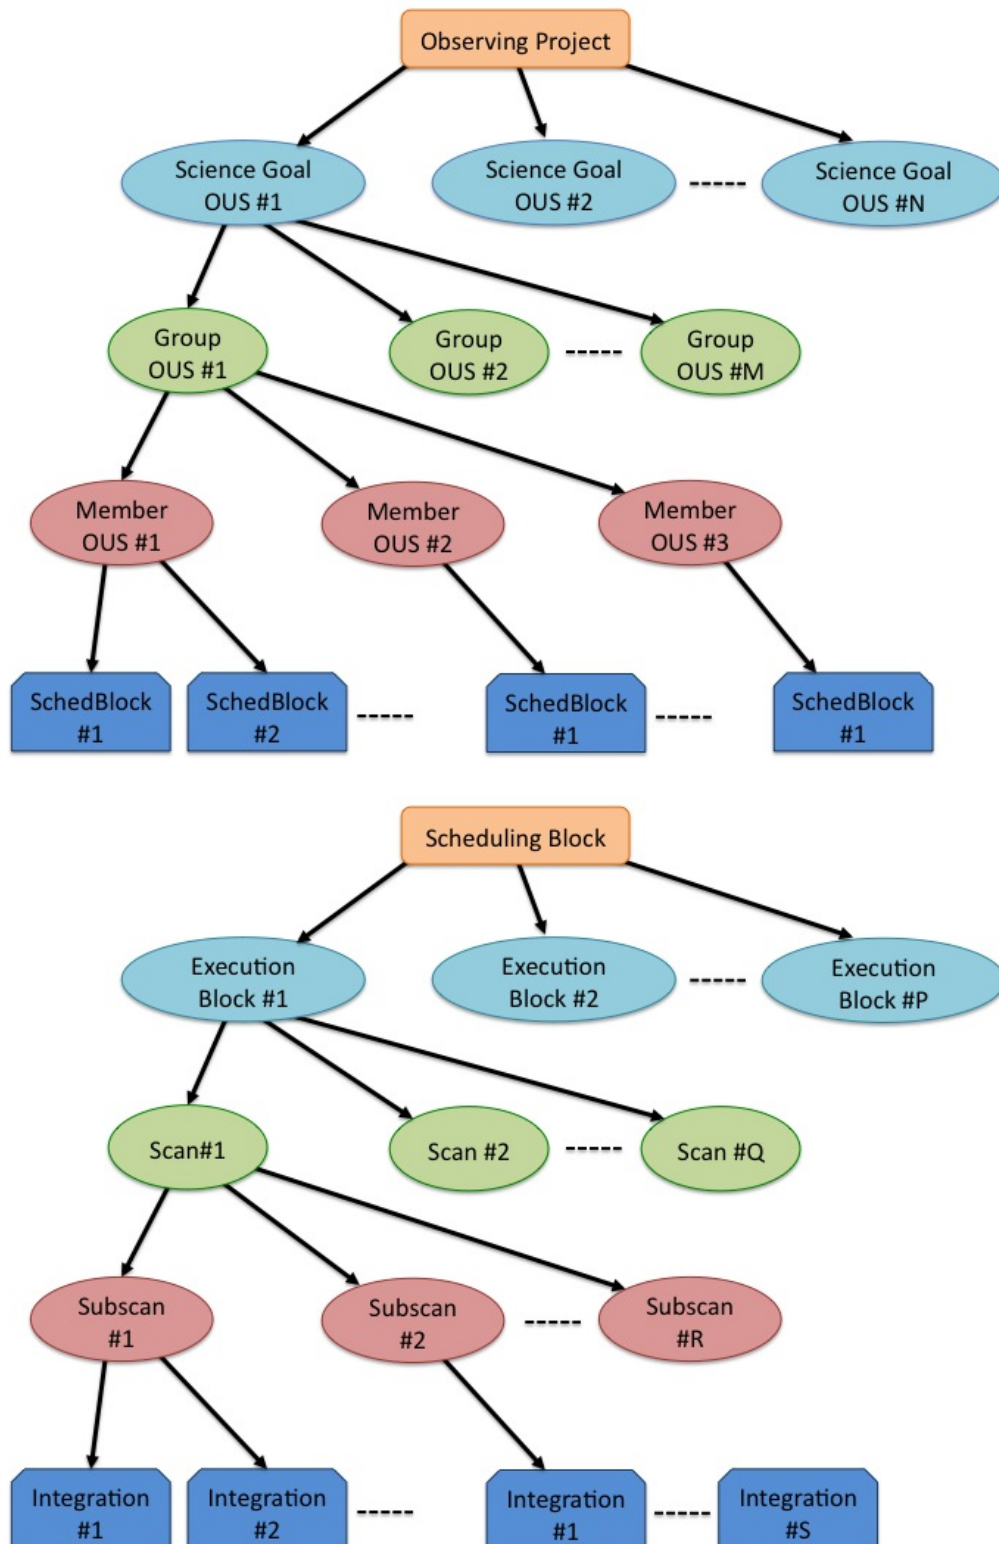 Observing Project
Science Goal
OUS #1
Science Goal
OUS #2
Science Goal
OUS #N
Group
OUS #1
Group
OUS #2
Group
OUS #M
Member
OUS #1
Member
OUS #2
Member
OUS #3
SchedBlock
#1
SchedBlock
#2
SchedBlock
#1
SchedBlock
#1
Scheduling Block
Execution
Block #1
Execution
Block #2
Execution
Block #P
Scan#1
Scan #2
Scan #Q
Subscan
#1
Subscan
#2
Subscan
#R
Integration
#1
Integration
#2
Integration
#1
Integration
#S